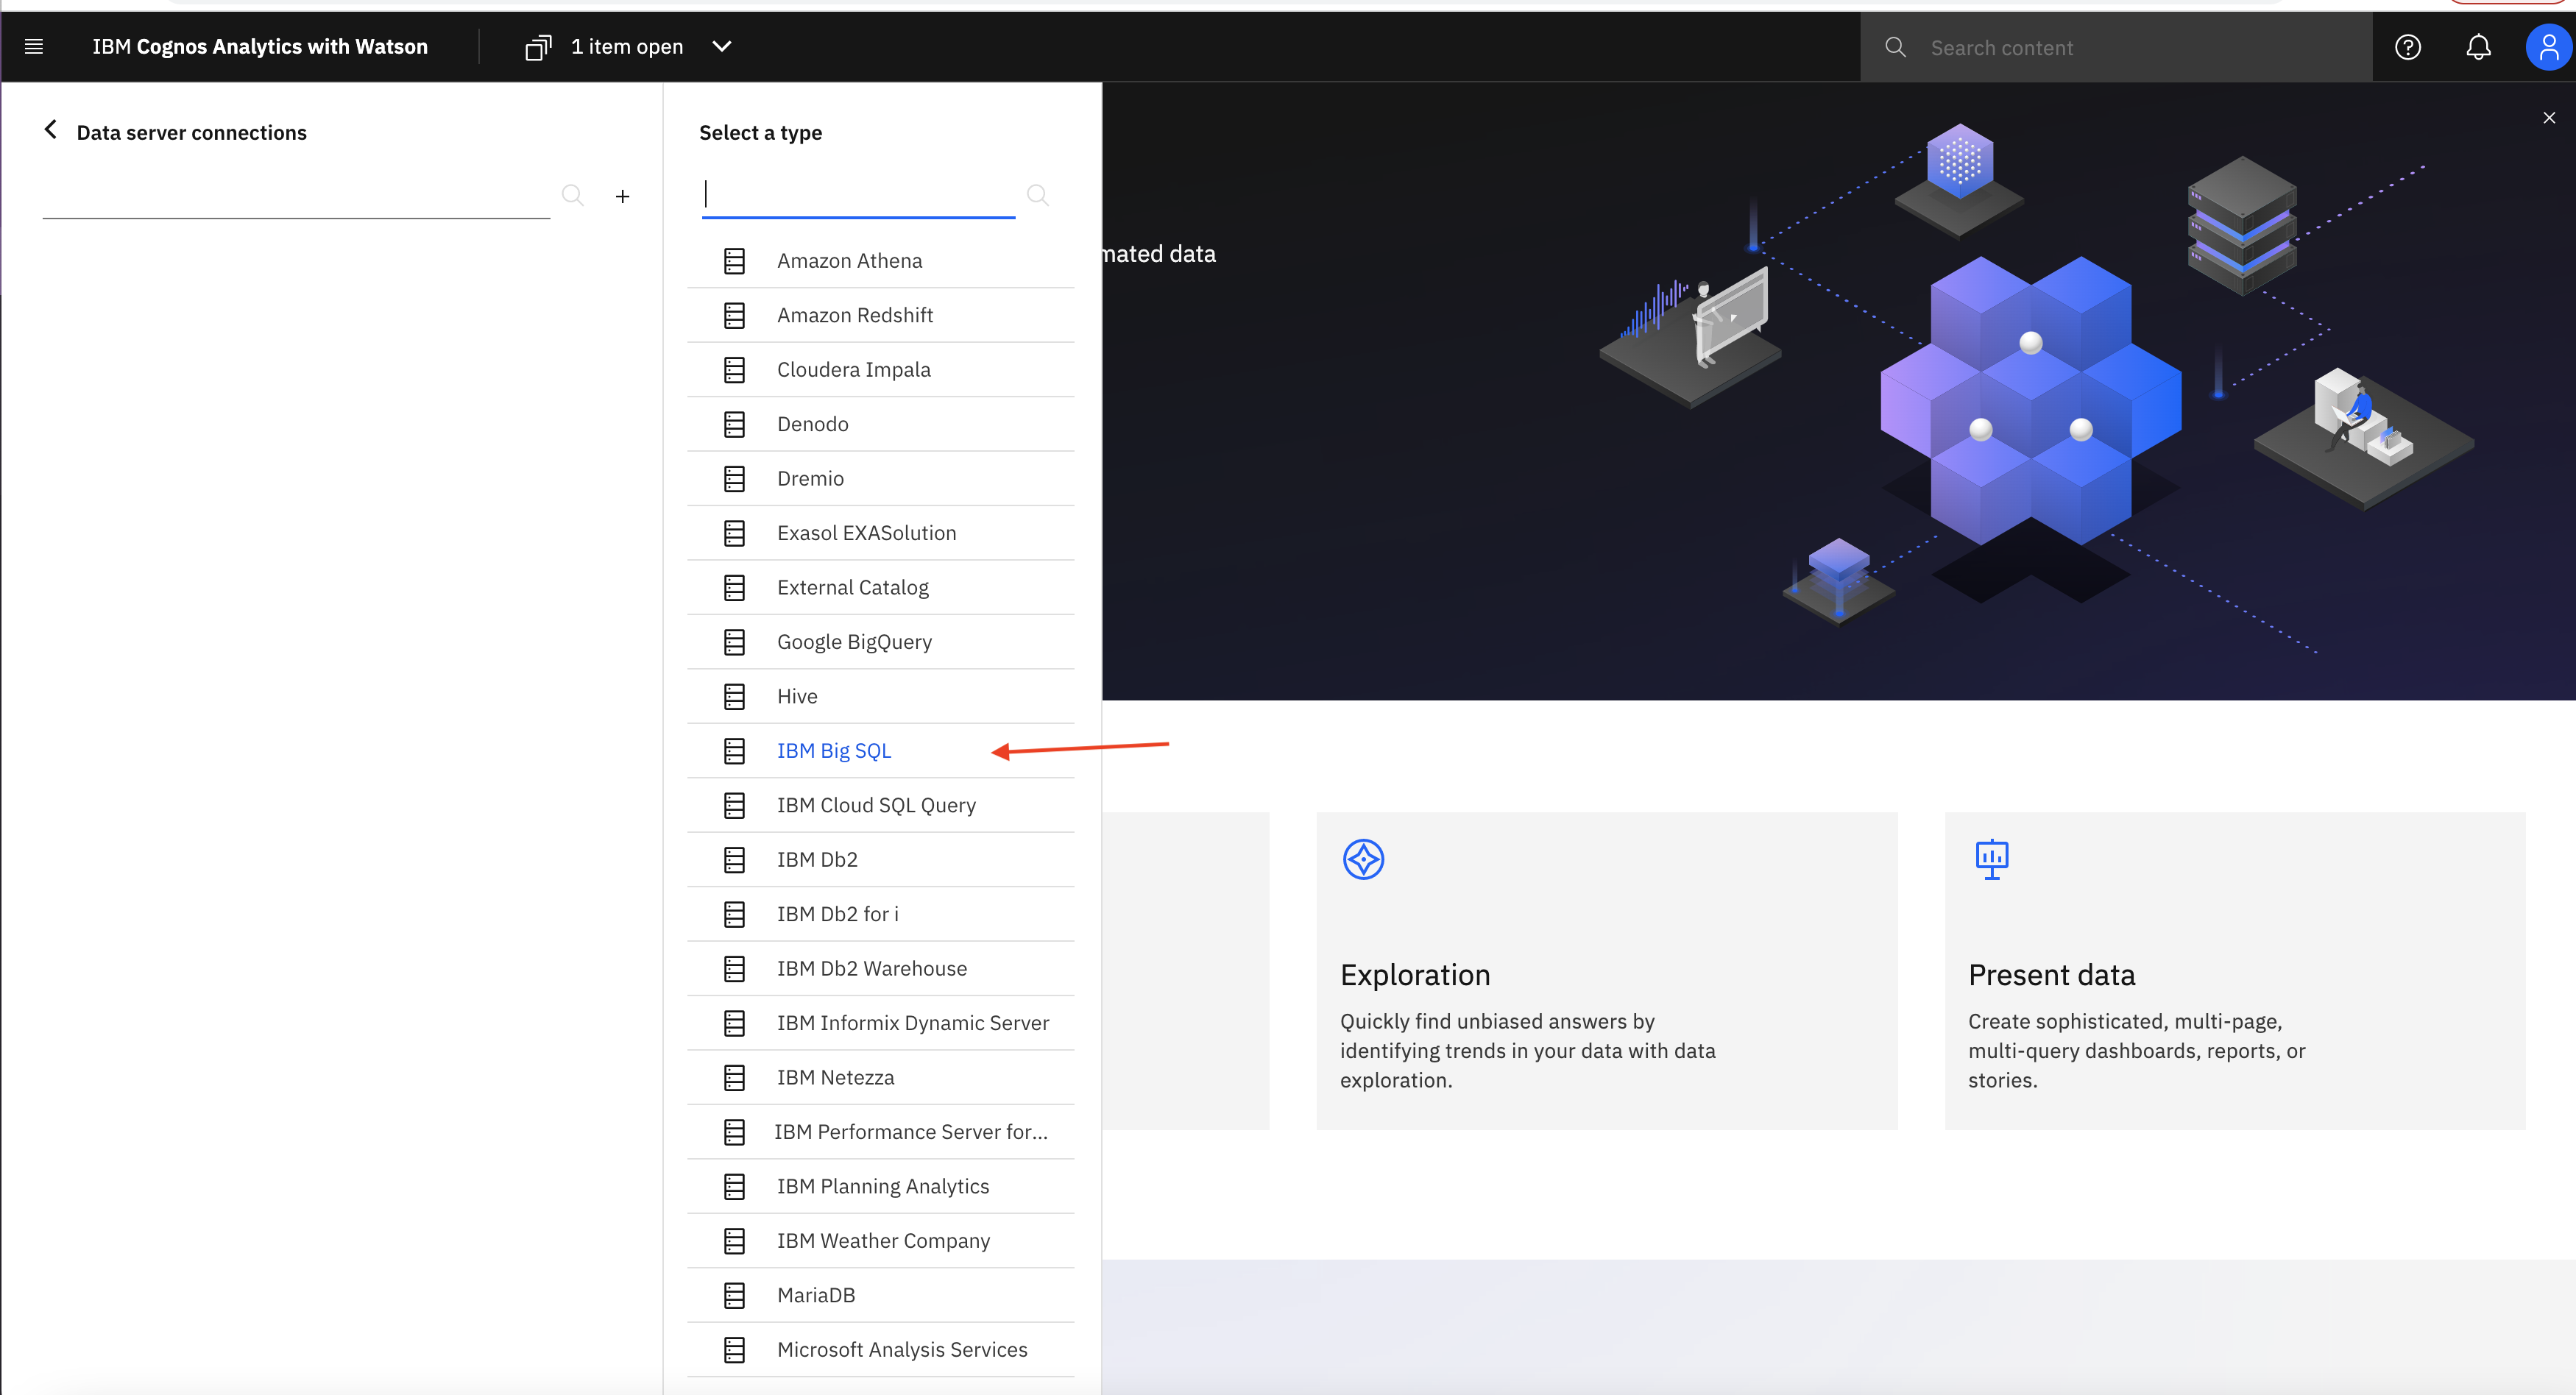 IBM Cognos Analytics with Watson
1 item open
Search content
Data server connections
Select a type
Amazon Athena
Amazon Redshift
Cloudera Impala
Denodo
Dremio
Exasol EXASolution
External Catalog
Google BigQuery
Hive
IBM Big SQL
IBM Cloud SQL Query
IBM Db2
IBM Db2 for i
IBM Db2 Warehouse
IBM Informix Dynamic Server
IBM Netezza
IBM Performance Server for...
IBM Planning Analytics
IBM Weather Company
MariaDB
Microsoft Analysis Services
mated data
Exploration
Quickly find unbiased answers by
identifying trends in your data with data
exploration.
Present data
Create sophisticated, multi-page,
multi-query dashboards, reports, or
stories.